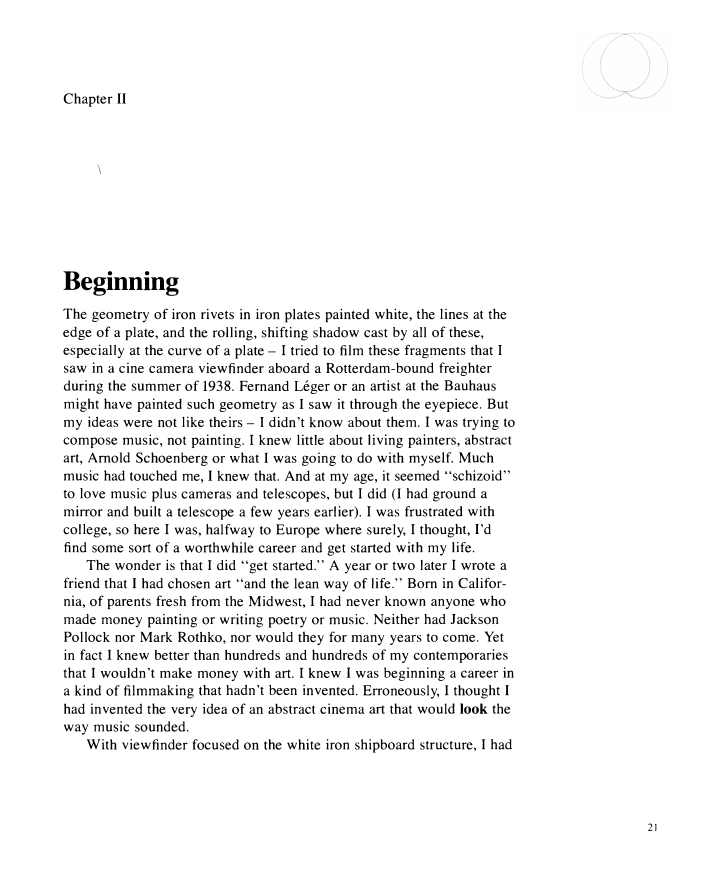 Chapter II
Beginning
The geometry of iron rivets in iron plates painted white, the lines at the
edge of a plate, and the rolling, shifting shadow cast by all of these,
especially at the curve of a plate – I tried to film these fragments that I
saw in a cine camera viewfinder aboard a Rotterdam-bound freighter
during the summer of 1938. Fernand Léger or an artist at the Bauhaus
might have painted such geometry as I saw it through the eyepiece. But
my ideas were not like theirs – I didn't know about them. I was trying to
compose music, not painting. I knew little about living painters, abstract
art, Arnold Schoenberg or what I was going to do with myself. Much
music had touched me, I knew that. And at my age, it seemed “schizoid”
to love music plus cameras and telescopes, but I did (I had ground a
mirror and built a telescope a few years earlier). I was frustrated with
college, so here I was, halfway to Europe where surely, I thought, I'd
find some sort of a worthwhile career and get started with my life.
The wonder is that I did “get started.” A year or two later I wrote a
friend that I had chosen art “and the lean way of life.” Born in Califor-
nia, of parents fresh from the Midwest, I had never known anyone who
made money painting or writing poetry or music. Neither had Jackson
Pollock nor Mark Rothko, nor would they for many years to come. Yet
in fact I knew better than hundreds and hundreds of my contemporaries
that I wouldn't make money with art. I knew I was beginning a career in
a kind of filmmaking that hadn't been invented. Erroneously, I thought I
had invented the very idea of an abstract cinema art that would look the
way music sounded.
With viewfinder focused on the white iron shipboard structure, I had
21